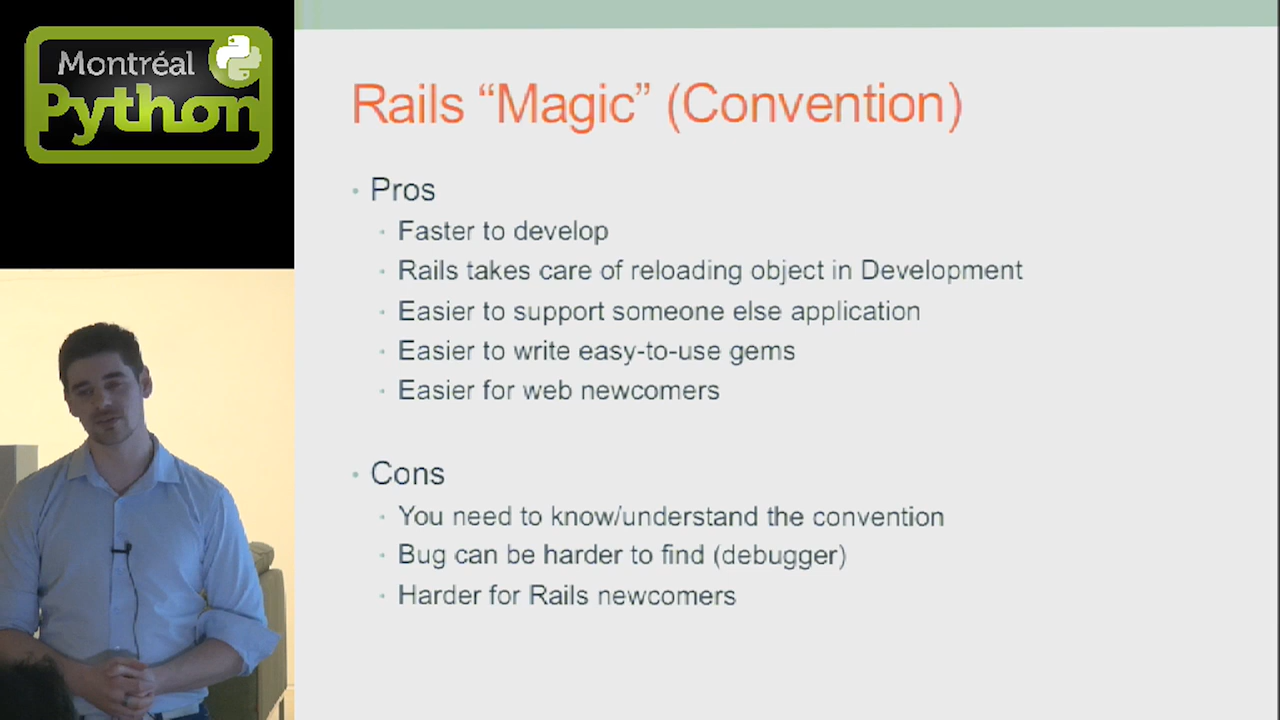 Montréal
Python
Rails “Magic” (Convention)
Pros
Faster to develop
Rails takes care of reloading object in Development
Easier to support someone else application
Easier to write easy-to-use gems
Easier for web newcomers
Cons
You need to know/understand the convention
Bug can be harder to find (debugger)
Harder for Rails newcomers